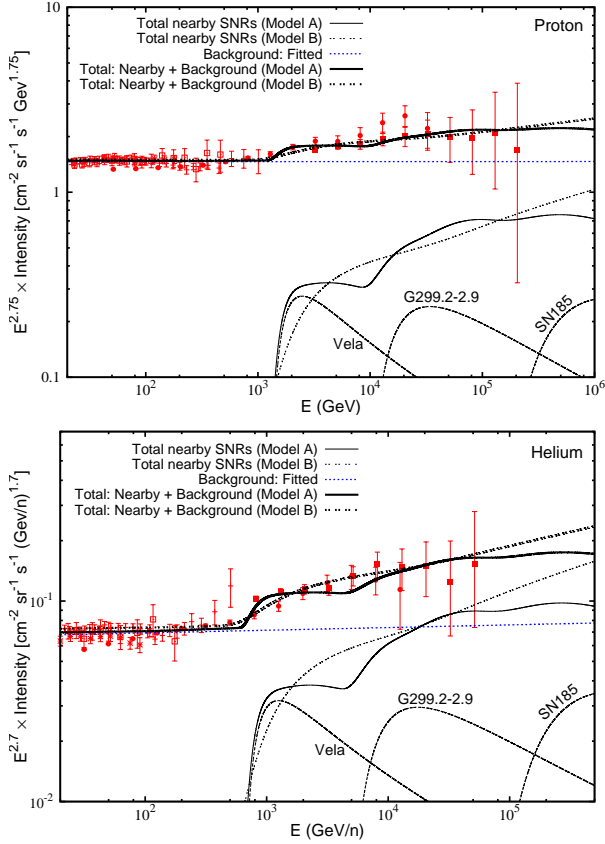 Total nearby SNRs (Model A)
Total nearby SNRs (Model B)
Background: Fitted
Total: Nearby + Background (Model A)
Total: Nearby + Background (Model B)
Proton
E^2.75 × Intensity [cm^-2 sr^-1 s^-1 Gev^1.75]
10
1
0.1
Vela
G299.2-2.9
SN185
10^2
10^3
10^4
10^5
10^6
E (GeV)
Total nearby SNRs (Model A)
Total nearby SNRs (Model B)
Background: Fitted
Total: Nearby + Background (Model A)
Total: Nearby + Background (Model B)
Helium
E^2.7 × Intensity [cm^-2 sr^-1 s^-1 (GeV/n)^1.7]
10^-1
10^-2
Vela
G299.2-2.9
SN185
10^2
10^3
10^4
10^5
E (GeV/n)